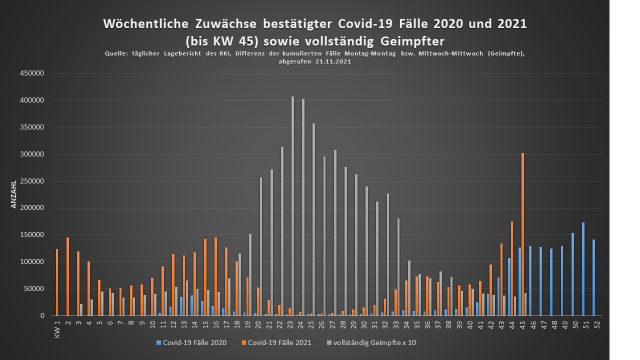 Wöchentliche Zuwächse bestätigter Covid-19 Fälle 2020 und 2021
(bis KW 45) sowie vollständig Geimpfter
Quelle: täglicher Lagebericht des RKI, Differenz der kumulierten Fälle Montag-Montag bzw. Mittwoch-Mittwoch (Geimpfte),
abgerufen 21.11.2021
450000
400000
350000
300000
250000
200000
150000
100000
50000
0
ANZAHL
KW 1 2 3 4 5 6 7 8 9 10 11 12 13 14 15 16 17 18 19 20 21 22 23 24 25 26 27 28 29 30 31 32 33 34 35 36 37 38 39 40 41 42 43 44 45 46 47 48 49 50 51 52
Covid-19 Fälle 2020 Covid-19 Fälle 2021 vollständig Geimpfte x 10